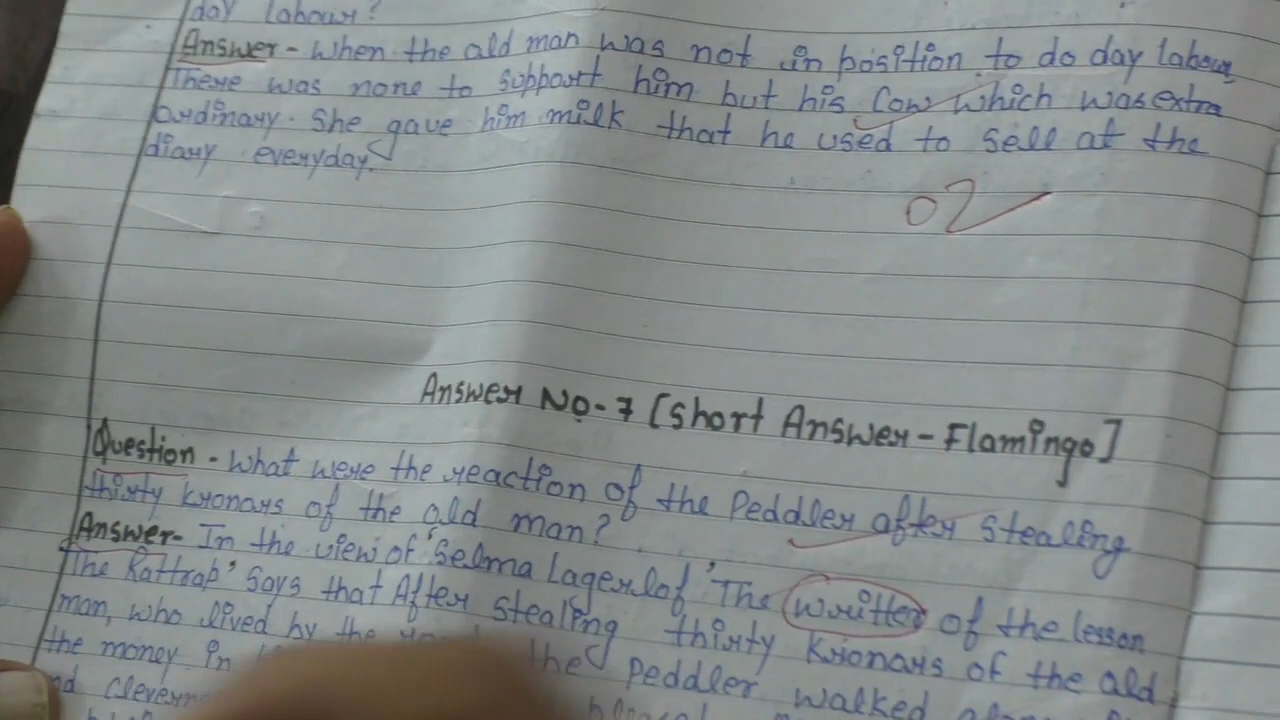 day labour?
Answer - When the old man was not in position to do day labour
There was none to support him but his Cow which was extra
ordinary. She gave him milk that he used to sell at the
diary everyday.
02
Answer No-7 [Short Answer - Flamingo]
Question - What were the reaction of the Peddler after stealing
thirty kronars of the old man?
Answer- In the view of 'Selma Lagerlof 'The writter of the lesson
'The Rattrap' Says that After stealing thirty kronars of the old
man, who lived by the the Peddler walked
the money in